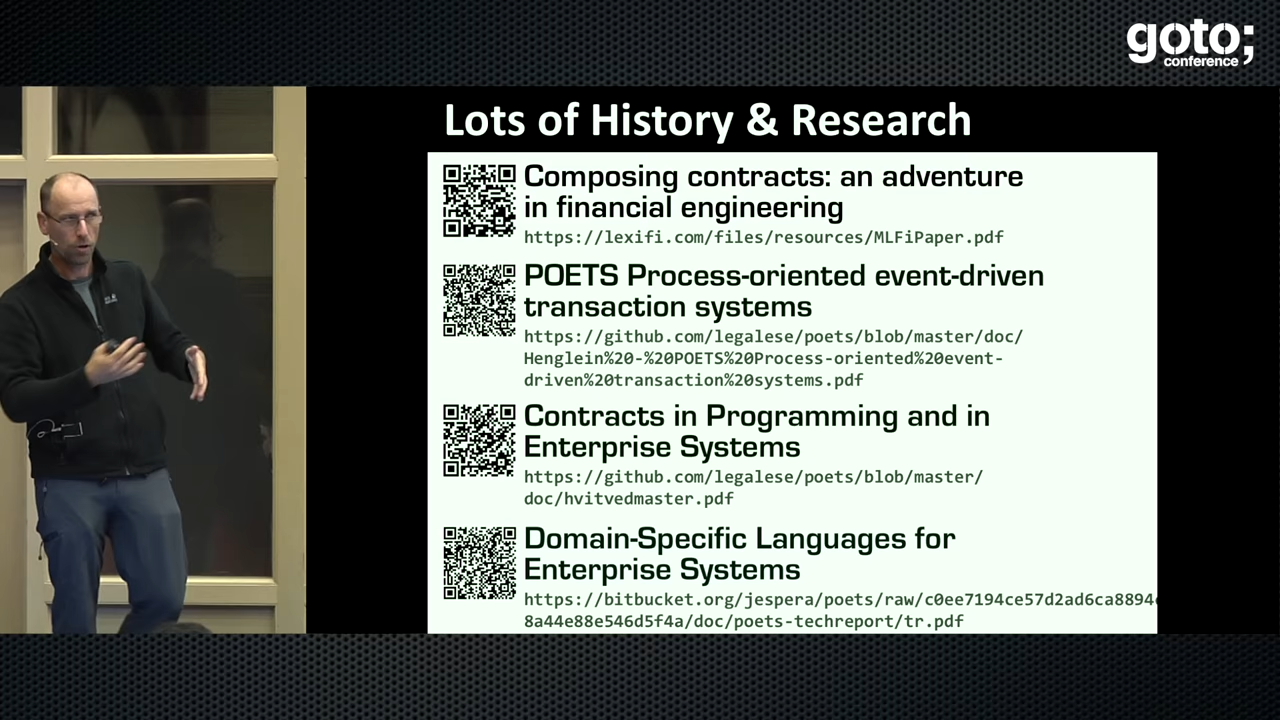 goto;
conference
Lots of History & Research
Composing contracts: an adventure
in financial engineering
https://lexifi.com/files/resources/MLFiPaper.pdf
POETS Process-oriented event-driven
transaction systems
https://github.com/legalese/poets/blob/master/doc/
Henglein%20-%20POETS%20Process-oriented%20event-
driven%20transaction%20systems.pdf
Contracts in Programming and in
Enterprise Systems
https://github.com/legalese/poets/blob/master/
doc/hvitvedmaster.pdf
Domain-Specific Languages for
Enterprise Systems
https://bitbucket.org/jespera/poets/raw/c0ee7194ce57d2ad6ca8894
8a44e88e546d5f4a/doc/poets-techreport/tr.pdf